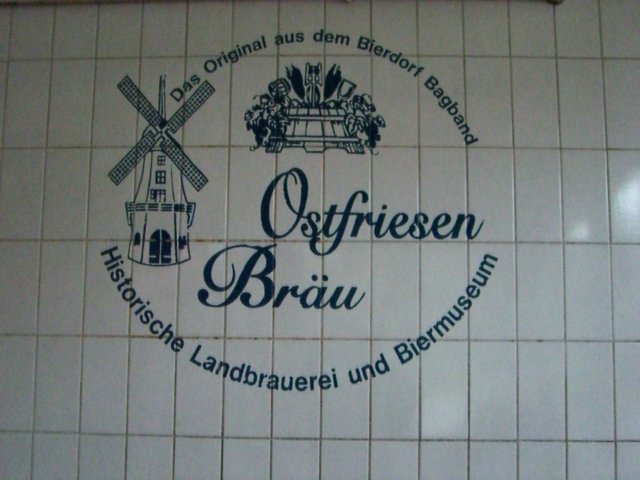 Das Original aus dem Bierdorf Bagband
Ostfriesen
Bräu
Historische Landbrauerei und Biermuseum